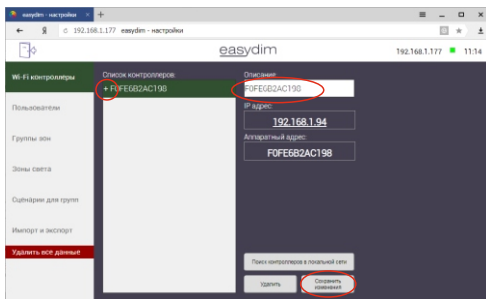 easydim - настройки
192.168.1.177 easydim - настройки
easydim
192.168.1.177 11:14
Wi-Fi контроллеры
Пользователи
Группы зон
Зоны света
Сценарии для групп
Импорт и экспорт
Удалить все данные
Список контроллеров:
+ F0FE6B2AC198
Описание:
F0FE6B2AC198
IP адрес:
192.168.1.94
Аппаратный адрес:
F0FE6B2AC198
Поиск контроллеров в локальной сети
Удалить
Сохранить
изменения